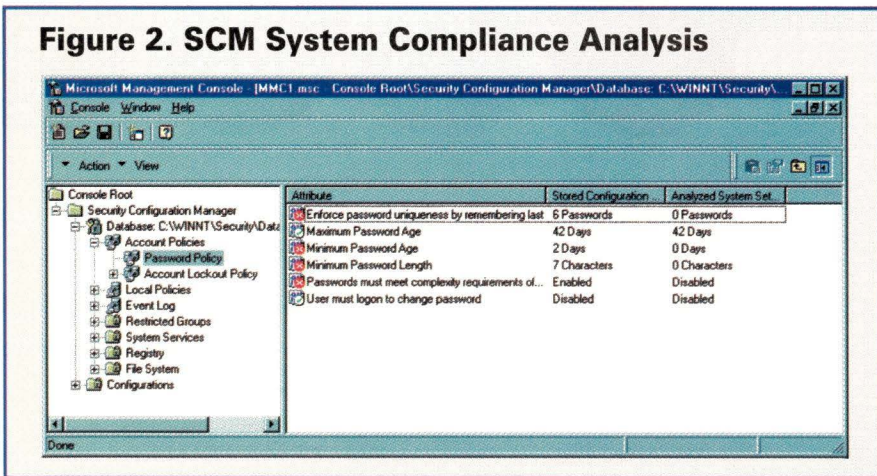 Figure 2. SCM System Compliance Analysis
Microsoft Management Console - [MMC1.msc - Console Root\Security Configuration Manager\Database: C:\WINNT\Security\...
Console Window Help
Action View
Console Root
Security Configuration Manager
Database: C:\WINNT\Security\Data
Account Policies
Password Policy
Account Lockout Policy
Local Policies
Event Log
Restricted Groups
System Services
Registry
File System
Configurations
Attribute Stored Configuration ... Analyzed System Set...
Enforce password uniqueness by remembering last 6 Passwords 0 Passwords
Maximum Password Age 42 Days 42 Days
Minimum Password Age 2 Days 0 Days
Minimum Password Length 7 Characters 0 Characters
Passwords must meet complexity requirements of... Enabled Disabled
User must logon to change password Disabled Disabled
Done